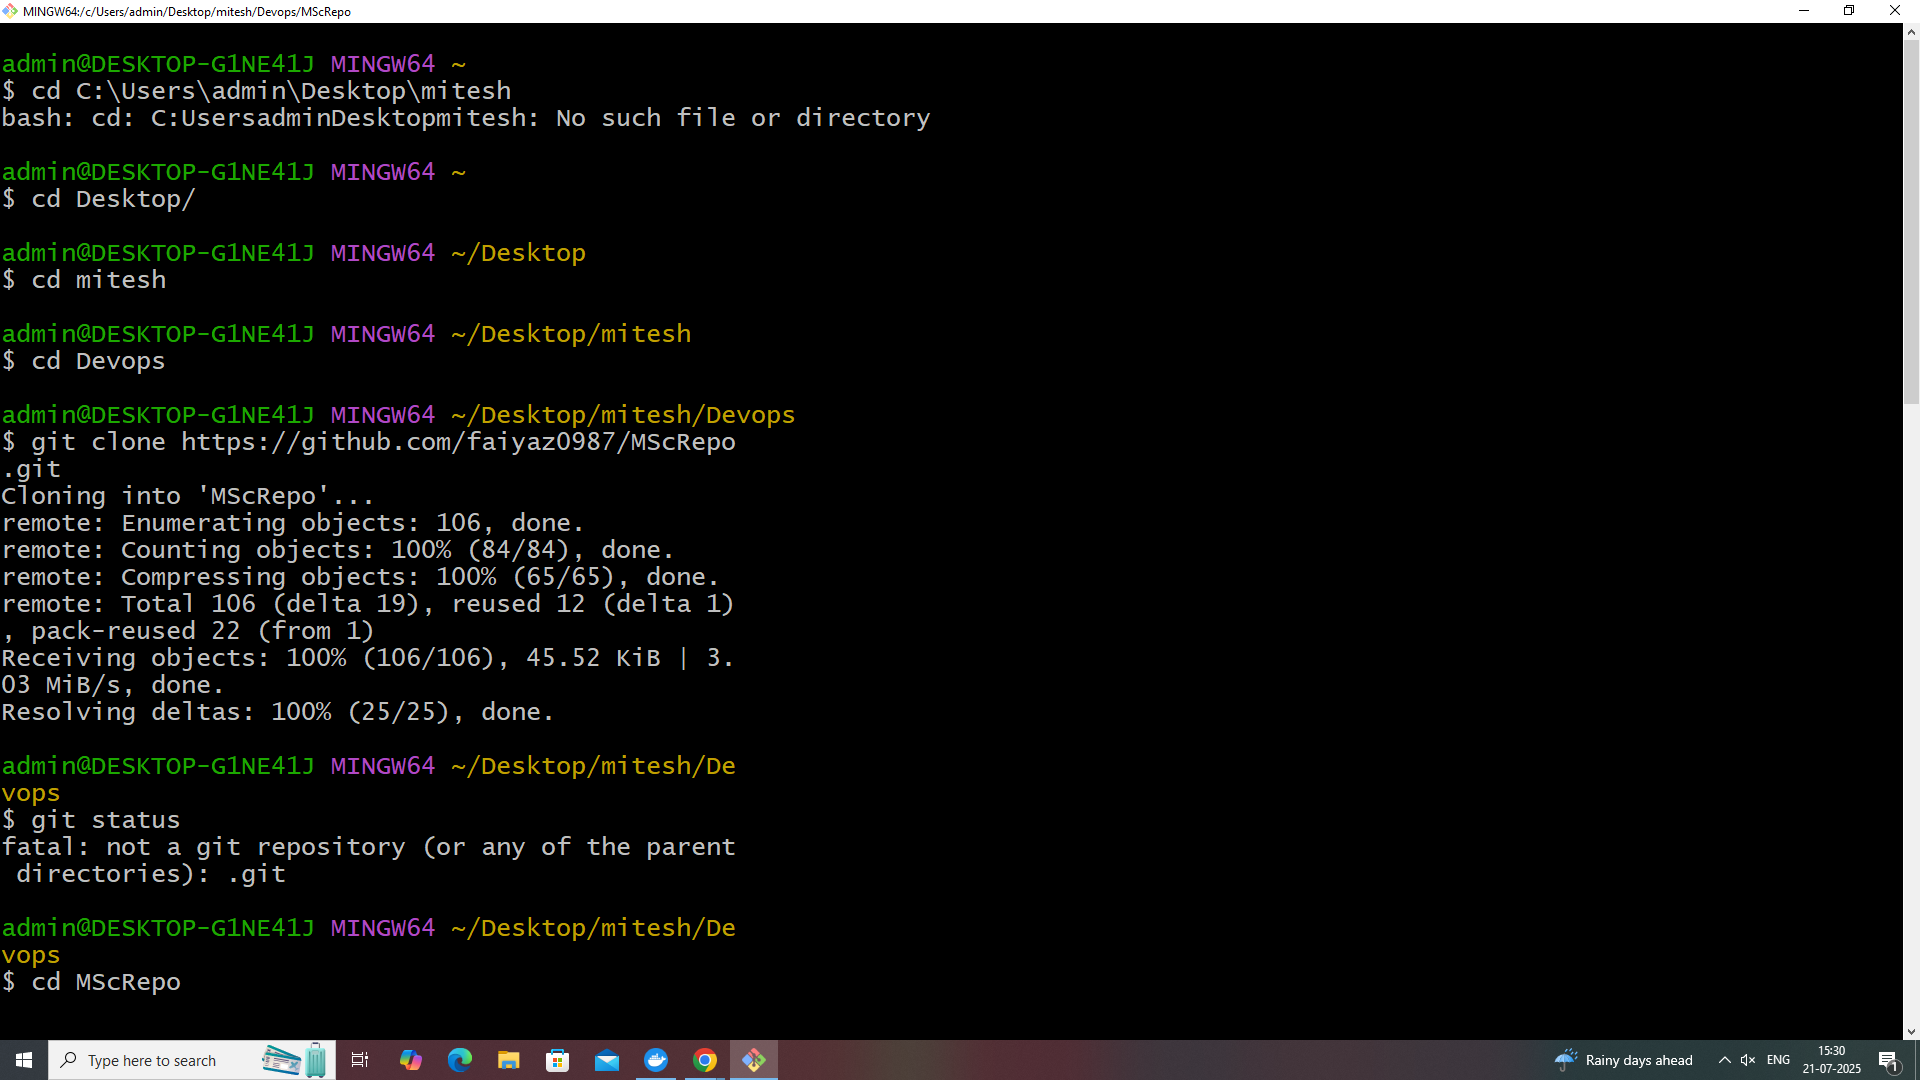 MINGW64:/c/Users/admin/Desktop/mitesh/Devops/MScRepo
admin@DESKTOP-G1NE41J MINGW64 ~
$ cd C:\Users\admin\Desktop\mitesh
bash: cd: C:UsersadminDesktopmitesh: No such file or directory
admin@DESKTOP-G1NE41J MINGW64 ~
$ cd Desktop/
admin@DESKTOP-G1NE41J MINGW64 ~/Desktop
$ cd mitesh
admin@DESKTOP-G1NE41J MINGW64 ~/Desktop/mitesh
$ cd Devops
admin@DESKTOP-G1NE41J MINGW64 ~/Desktop/mitesh/Devops
$ git clone https://github.com/faiyaz0987/MScRepo
.git
Cloning into 'MScRepo'...
remote: Enumerating objects: 106, done.
remote: Counting objects: 100% (84/84), done.
remote: Compressing objects: 100% (65/65), done.
remote: Total 106 (delta 19), reused 12 (delta 1)
, pack-reused 22 (from 1)
Receiving objects: 100% (106/106), 45.52 KiB | 3.
03 MiB/s, done.
Resolving deltas: 100% (25/25), done.
admin@DESKTOP-G1NE41J MINGW64 ~/Desktop/mitesh/De
vops
$ git status
fatal: not a git repository (or any of the parent
 directories): .git
admin@DESKTOP-G1NE41J MINGW64 ~/Desktop/mitesh/De
vops
$ cd MScRepo
Type here to search
Rainy days ahead
ENG
15:30
21-07-2025
1